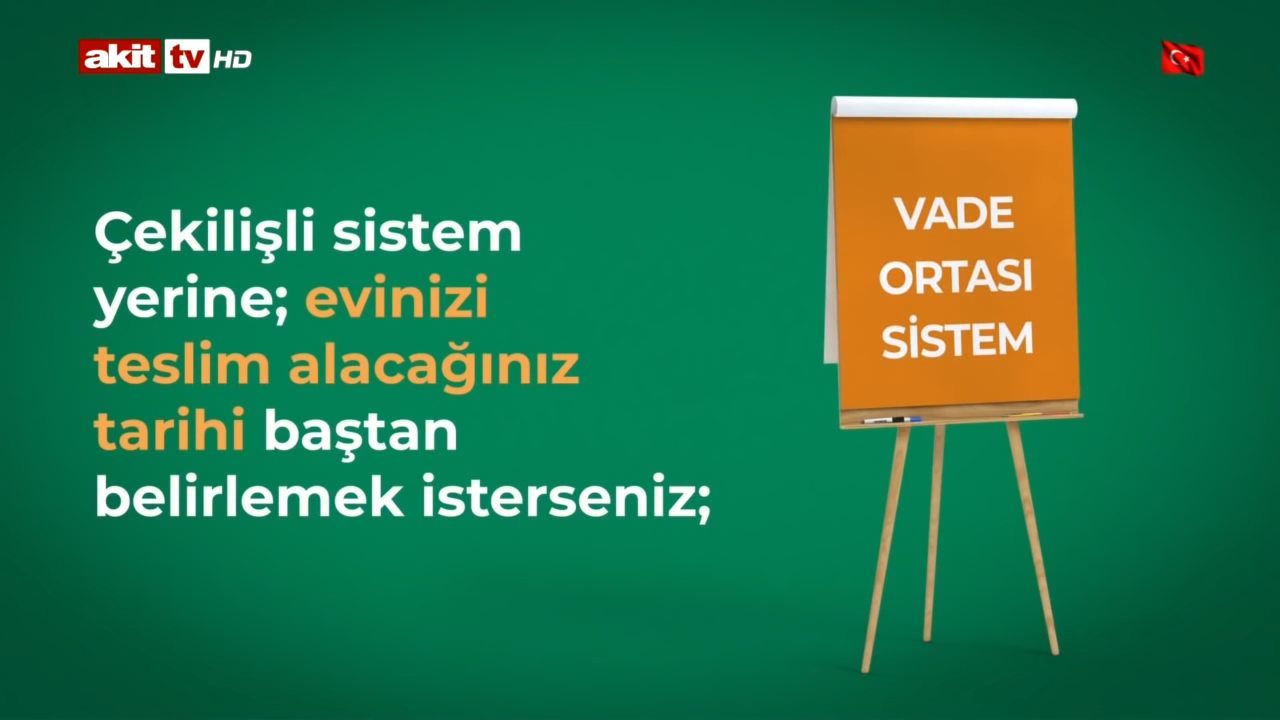 akit tv HD
Çekilişli sistem
yerine; evinizi
teslim alacağınız
tarihi baştan
belirlemek isterseniz;
VADE
ORTASI
SİSTEM